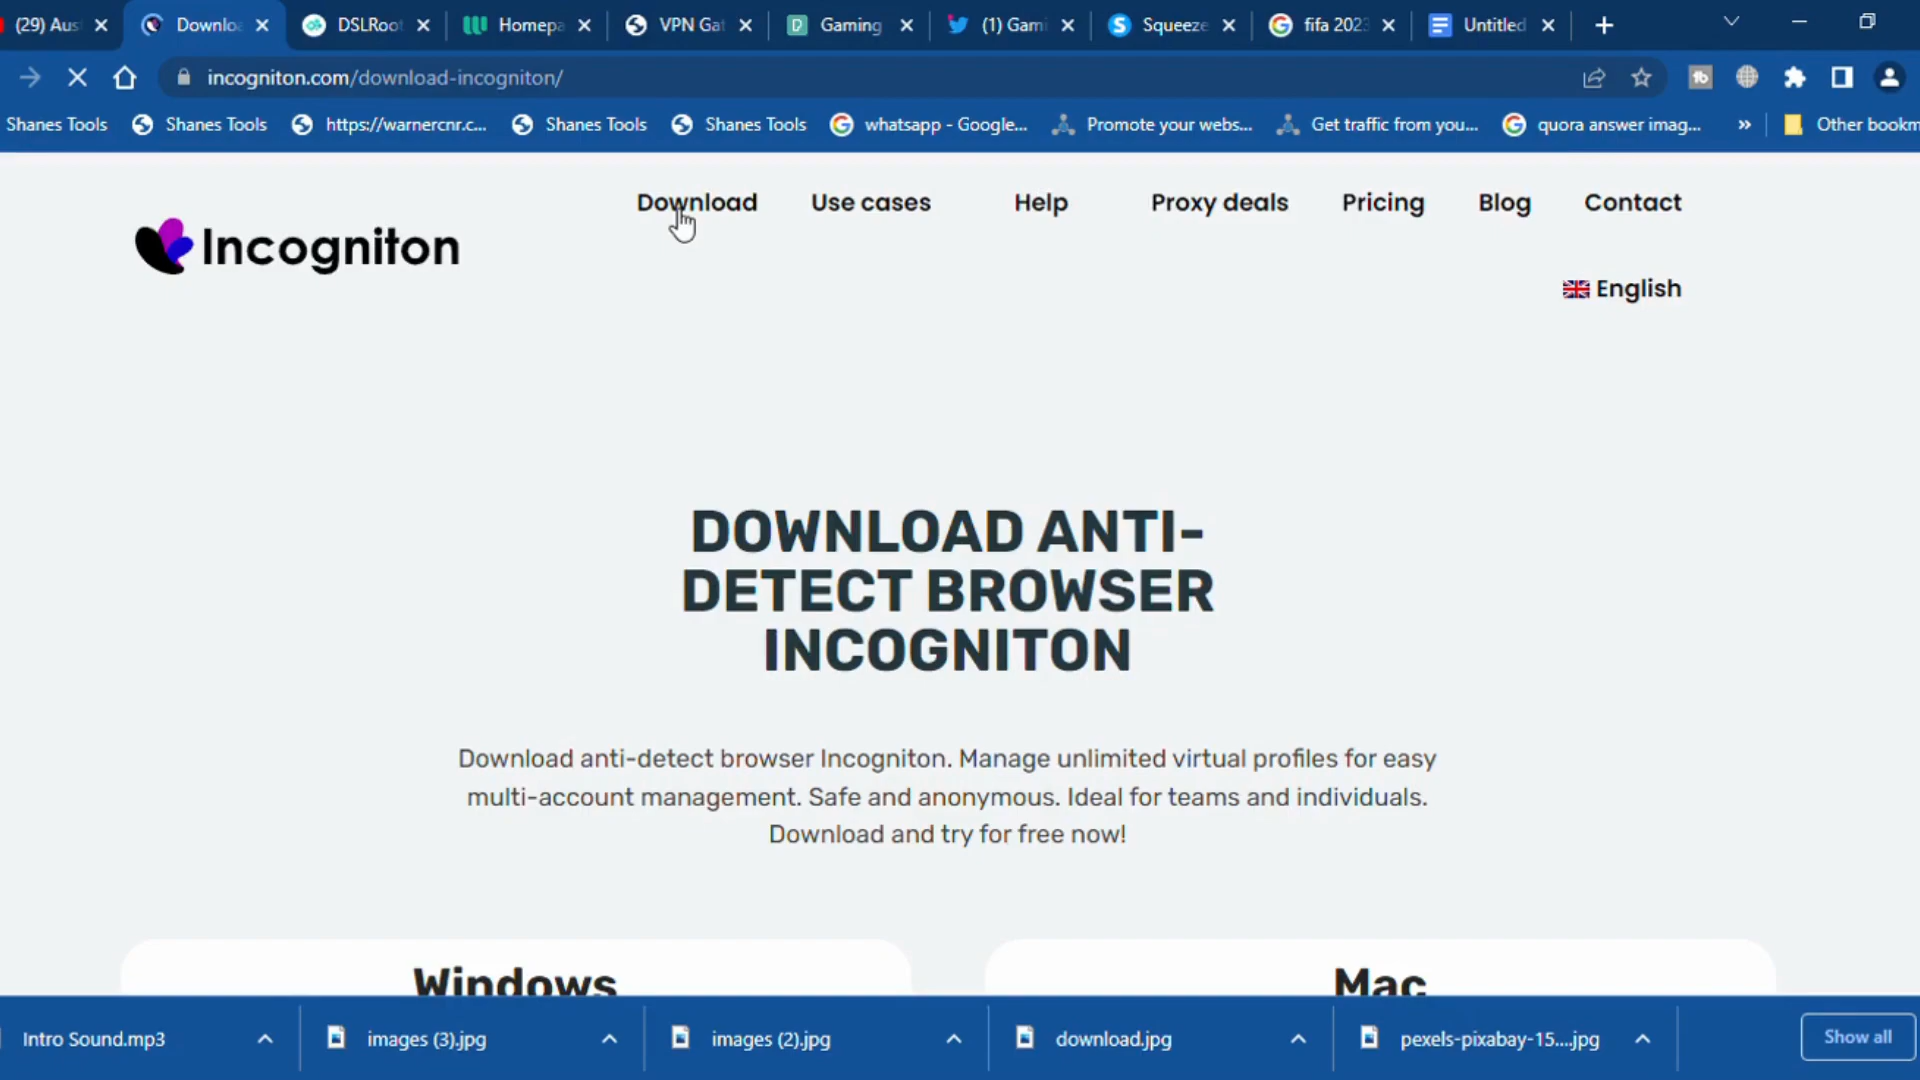 (29) Aus
Downloa
DSLRoo
Homepa
VPN Gat
Gaming
(1) Gami
Squeeze
fifa 2023
Untitled
incogniton.com/download-incogniton/
Shanes Tools
Shanes Tools
https://warnercnr.c...
Shanes Tools
Shanes Tools
whatsapp - Google...
Promote your webs...
Get traffic from you...
quora answer imag...
»
Other bookm
Incogniton
Download
Use cases
Help
Proxy deals
Pricing
Blog
Contact
English
DOWNLOAD ANTI-
DETECT BROWSER
INCOGNITON
Download anti-detect browser Incogniton. Manage unlimited virtual profiles for easy
multi-account management. Safe and anonymous. Ideal for teams and individuals.
Download and try for free now!
Windows
Mac
Intro Sound.mp3
images (3).jpg
images (2).jpg
download.jpg
pexels-pixabay-15....jpg
Show all